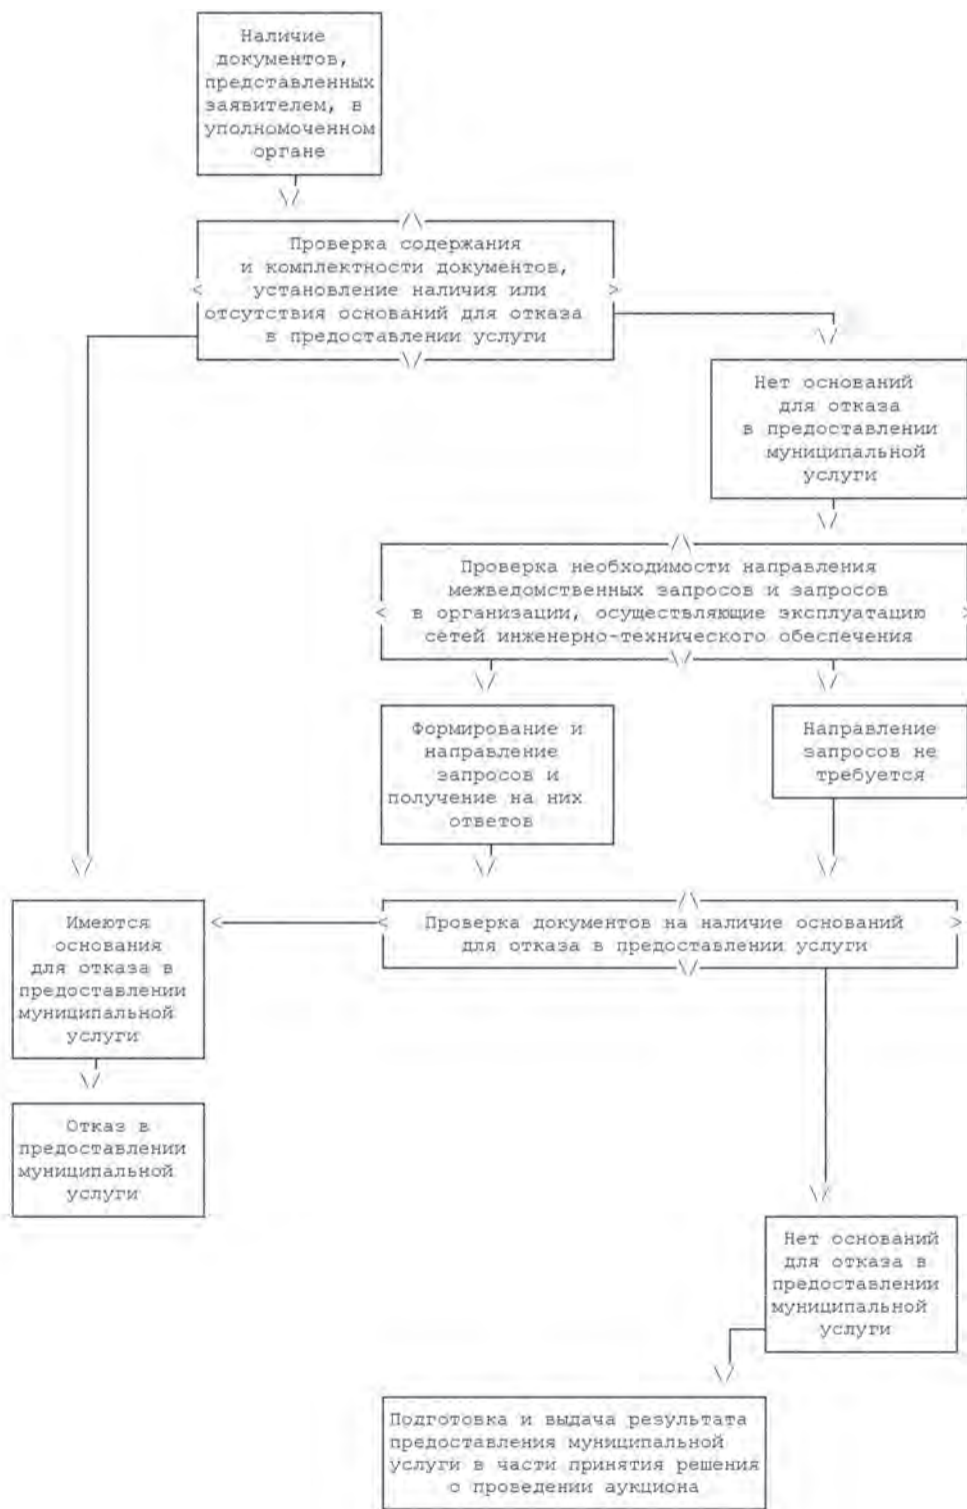 Наличие
документов,
представленных
заявителем, в
уполномоченном
органе
Проверка содержания
и комплектности документов,
установление наличия или
отсутствия оснований для отказа
в предоставлении услуги
Нет оснований
для отказа
в предоставлении
муниципальной
услуги
Проверка необходимости направления
межведомственных запросов и запросов
в организации, осуществляющие эксплуатацию
сетей инженерно-технического обеспечения
Формирование и
направление
запросов и
получение на них
ответов
Направление
запросов не
требуется
Имеются
основания
для отказа в
предоставлении
муниципальной
услуги
Проверка документов на наличие оснований
для отказа в предоставлении услуги
Отказ в
предоставлении
муниципальной
услуги
Нет оснований
для отказа в
предоставлении
муниципальной
услуги
Подготовка и выдача результата
предоставления муниципальной
услуги в части принятия решения
о проведении аукциона